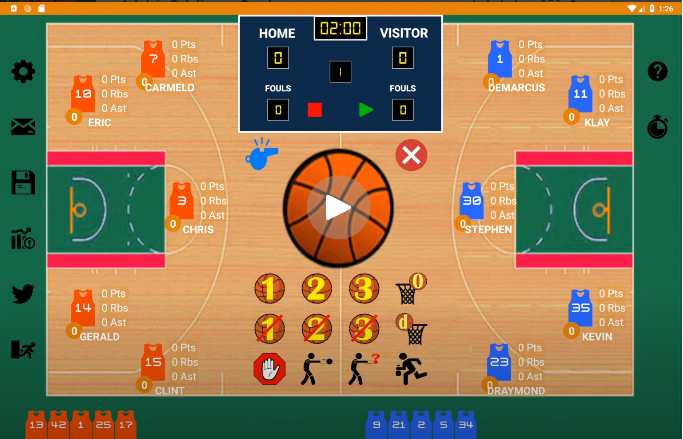 1:26
HOME
02:00
VISITOR
0
1
0
FOULS
FOULS
0
0
7
0 Pts
0 Rbs
0 Ast
0
CARMELO
10
0 Pts
0 Rbs
0 Ast
0
ERIC
3
0 Pts
0 Rbs
0 Ast
0
CHRIS
14
0 Pts
0 Rbs
0 Ast
0
GERALD
15
0 Pts
0 Rbs
0 Ast
0
CLINT
1
0 Pts
0 Rbs
0 Ast
0
DEMARCUS
11
0 Pts
0 Rbs
0 Ast
0
KLAY
30
0 Pts
0 Rbs
0 Ast
0
STEPHEN
35
0 Pts
0 Rbs
0 Ast
0
KEVIN
23
0 Pts
0 Rbs
0 Ast
0
DRAYMOND
1 2 3 0
1 2 3 d
?
13 42 1 25 17
9 21 2 5 34